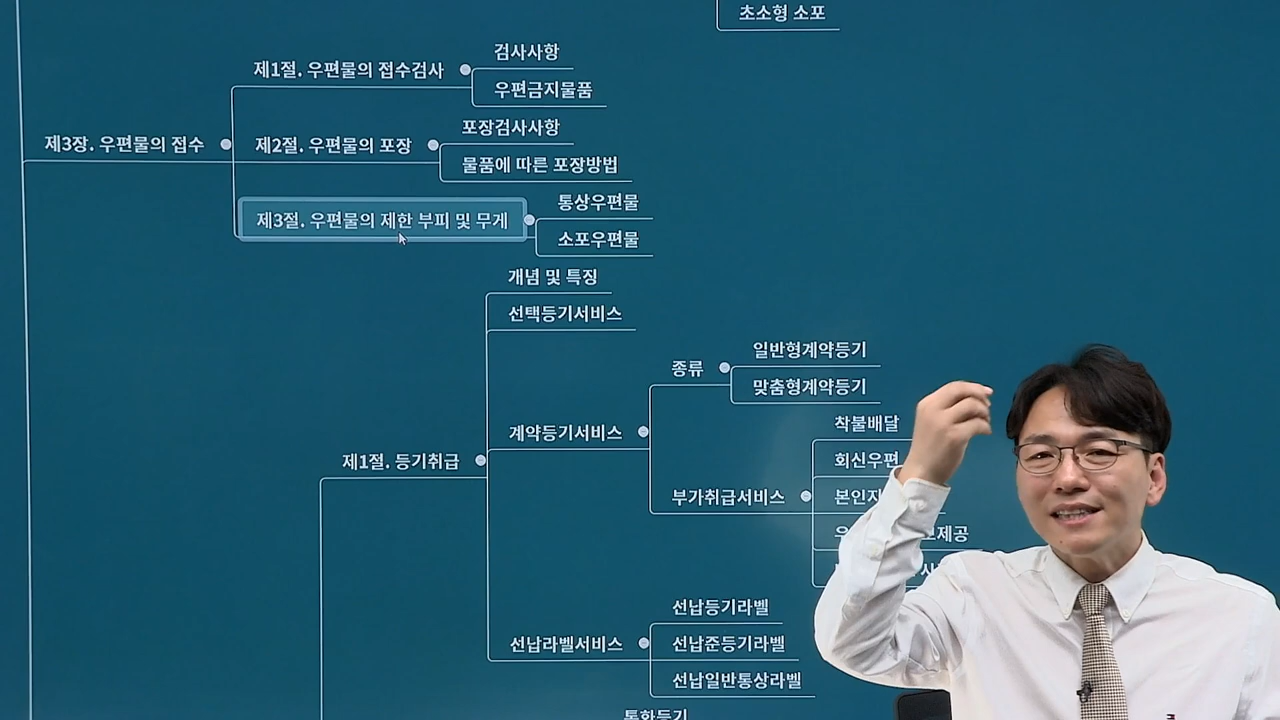 초소형 소포
검사사항
제1절. 우편물의 접수검사
우편금지물품
포장검사사항
제3장. 우편물의 접수
제2절. 우편물의 포장
물품에 따른 포장방법
통상우편물
제3절. 우편물의 제한 부피 및 무게
소포우편물
개념 및 특징
선택등기서비스
일반형계약등기
종류
맞춤형계약등기
착불배달
계약등기서비스
회신우편
제1절. 등기취급
부가취급서비스
선납등기라벨
선납라벨서비스
선납준등기라벨
선납일반통상라벨
통화등기